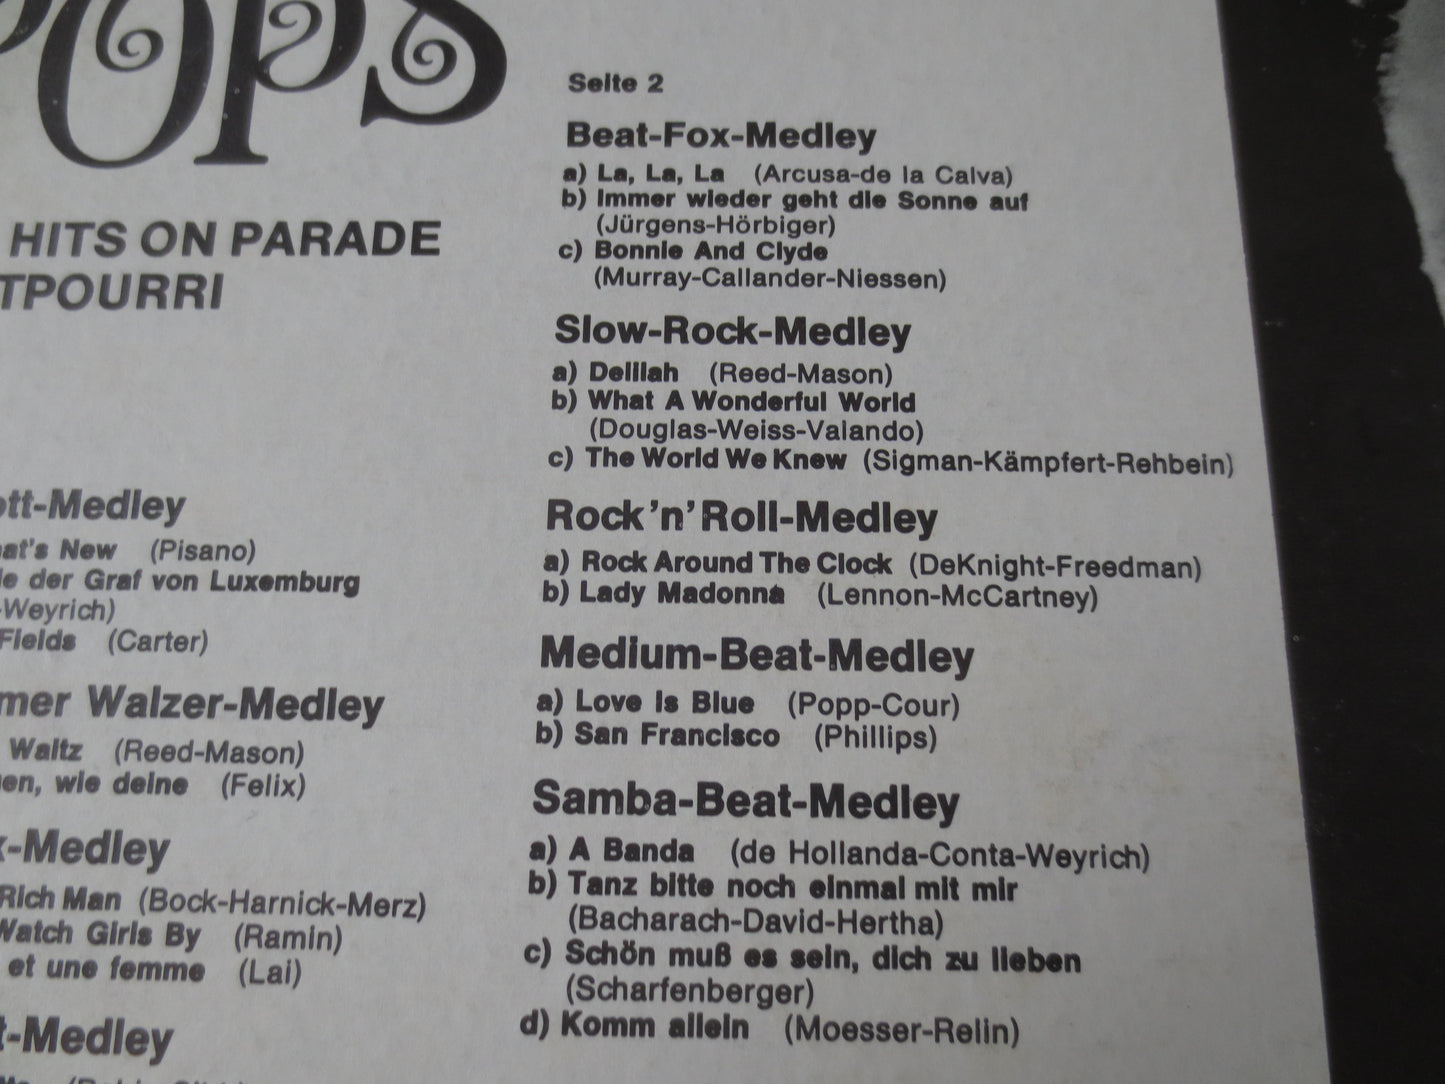 POPS
HITS ON PARADE
TPOURRI
ott-Medley
at's New (Pisano)
ie der Graf von Luxemburg
-Weyrich)
Fields (Carter)
mer Walzer-Medley
Waltz (Reed-Mason)
en, wie deine (Felix)
-Medley
Rich Man (Bock-Harnick-Merz)
Watch Girls By (Ramin)
et une femme (Lai)
t-Medley
Seite 2
Beat-Fox-Medley
a) La, La, La (Arcusa-de la Calva)
b) Immer wieder geht die Sonne auf
(Jürgens-Hörbiger)
c) Bonnie And Clyde
(Murray-Callander-Niessen)
Slow-Rock-Medley
a) Delilah (Reed-Mason)
b) What A Wonderful World
(Douglas-Weiss-Valando)
c) The World We Knew (Sigman-Kämpfert-Rehbein)
Rock 'n' Roll-Medley
a) Rock Around The Clock (DeKnight-Freedman)
b) Lady Madonna (Lennon-McCartney)
Medium-Beat-Medley
a) Love Is Blue (Popp-Cour)
b) San Francisco (Phillips)
Samba-Beat-Medley
a) A Banda (de Hollanda-Conta-Weyrich)
b) Tanz bitte noch einmal mit mir
(Bacharach-David-Hertha)
c) Schön muß es sein, dich zu lieben
(Scharfenberger)
d) Komm allein (Moesser-Relin)